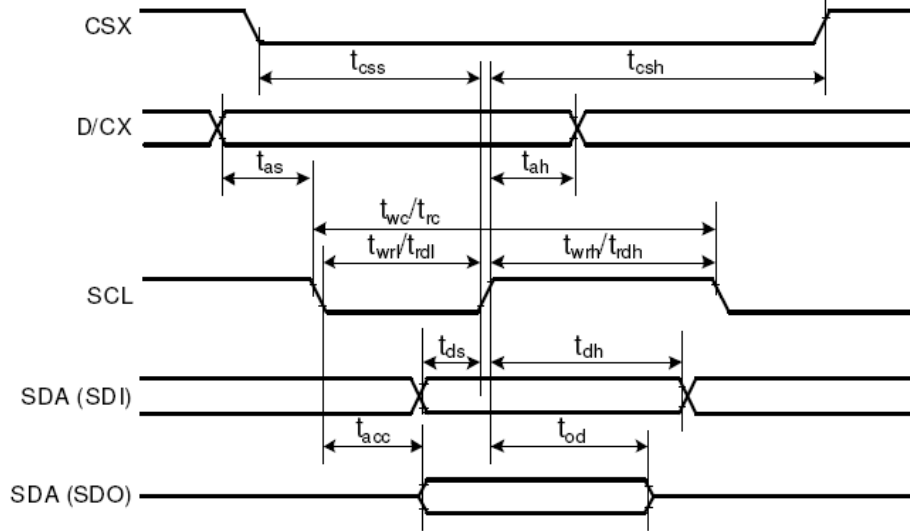 CSX
tcss
tcsh
D/CX
tas
tah
twc/trc
twrl/trdl
twrh/trdh
SCL
tds
tdh
SDA (SDI)
tacc
tod
SDA (SDO)